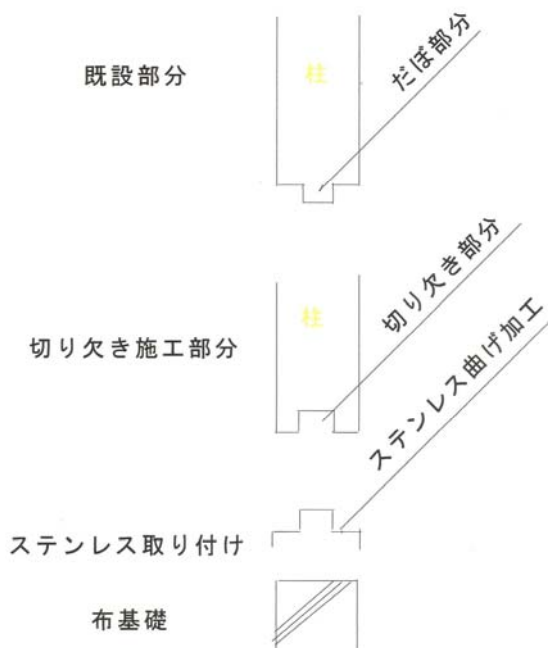 既設部分
柱
だぼ部分
切り欠き施工部分
柱
切り欠き部分
ステンレス曲げ加工
ステンレス取り付け
布基礎